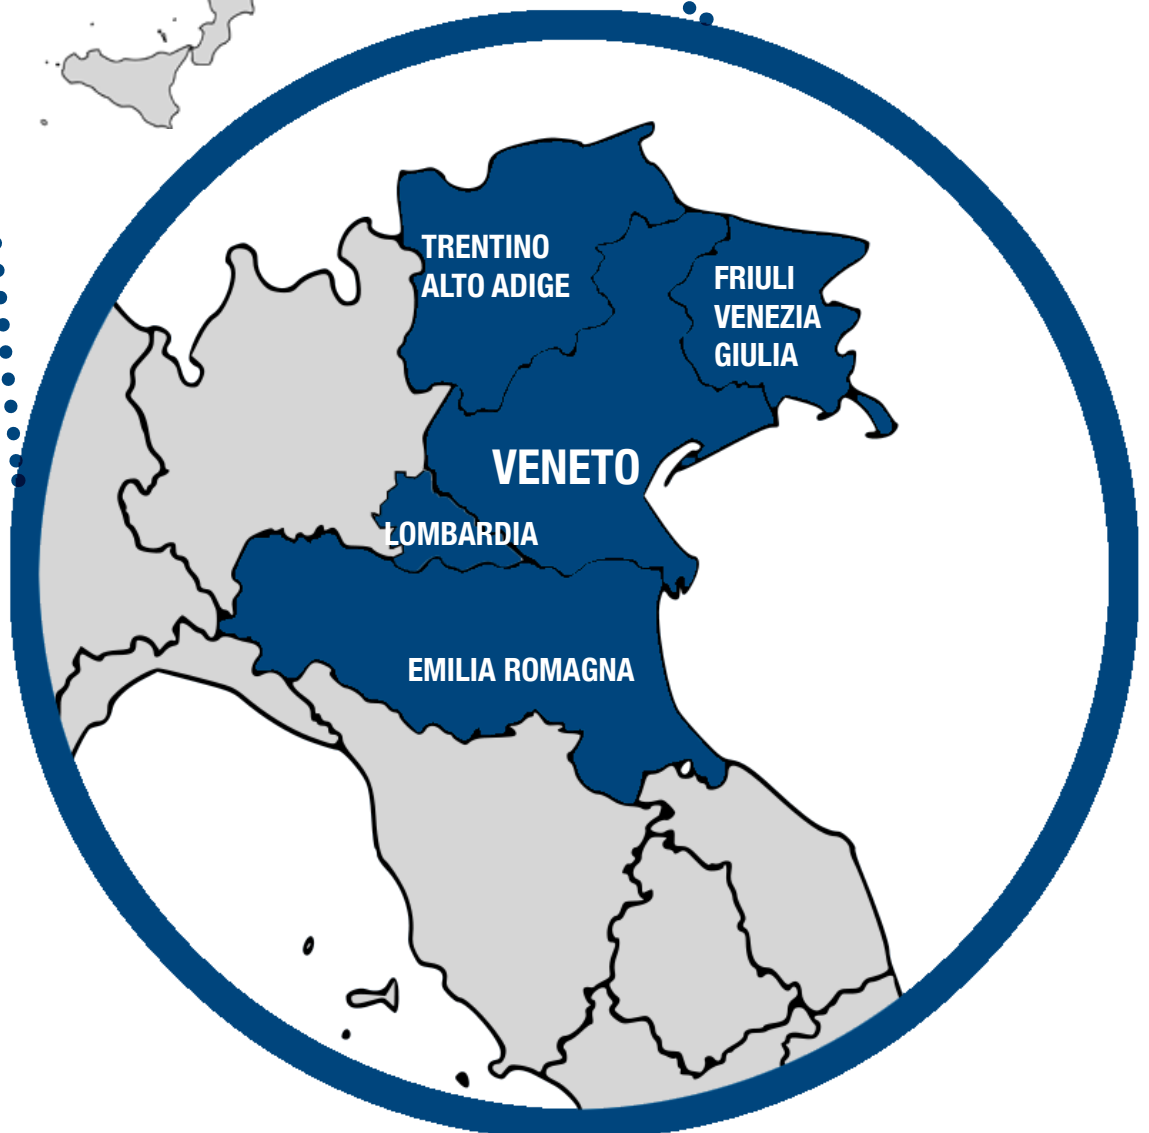 TRENTINO
ALTO ADIGE
FRIULI
VENEZIA
GIULIA
VENETO
LOMBARDIA
EMILIA ROMAGNA